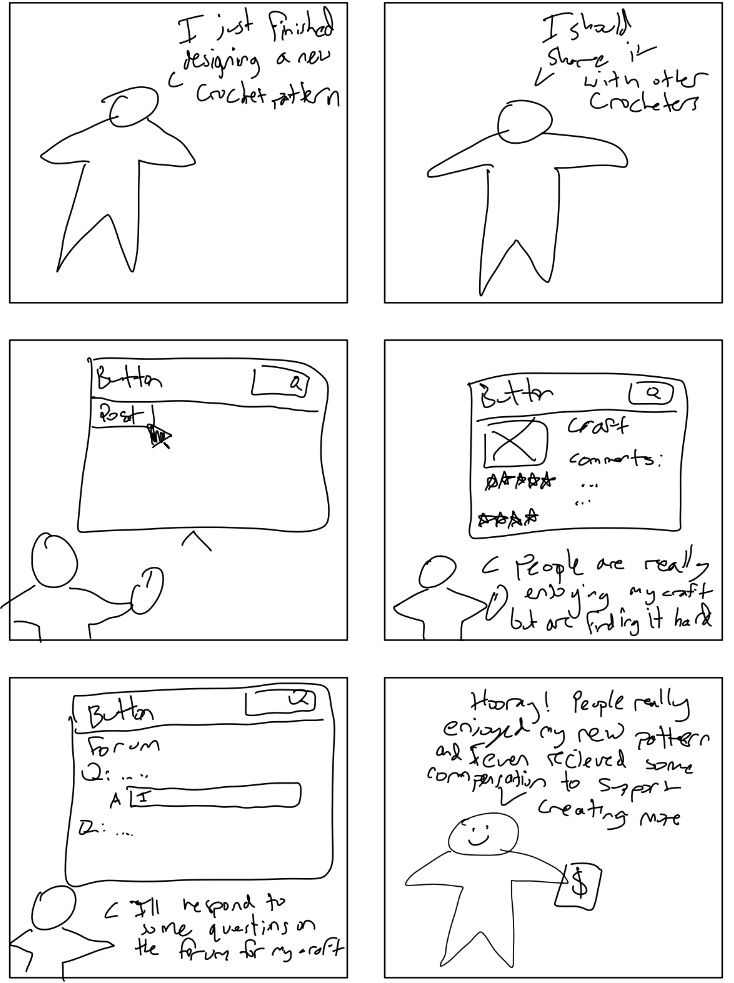 I just finished
designing a new
Crochet pattern
I should
share it
with other
Crocheters
Button
Post
Button
Craft
comments:
...
...
People are really
enjoying my craft
but are finding it hard
Button
Forum
Q: ....
A I
Q: ...
I'll respond to
some questins on
the forum for my craft
Hooray! People really
enjoyed my new pattern
and I even recieved some
compensation to support
creating more
$